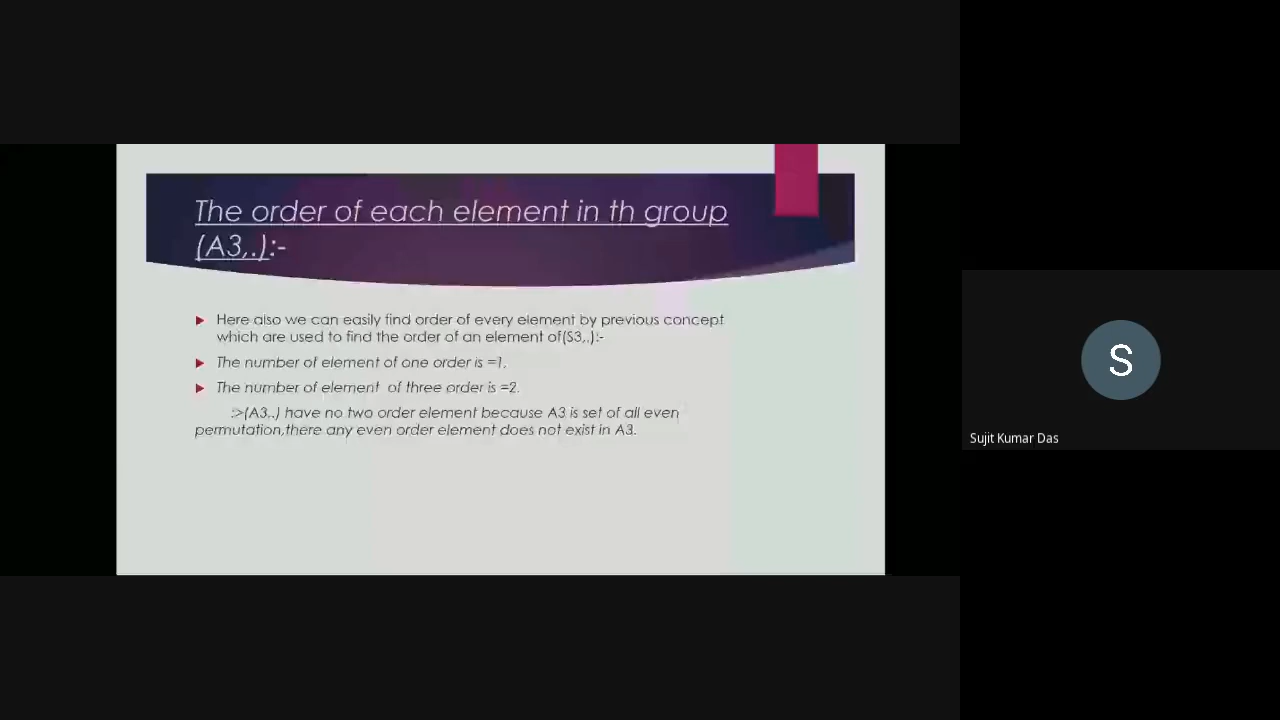 The order of each element in th group
(A3,.):-
Here also we can easily find order of every element by previous concept
which are used to find the order of an element of(S3,.):-
The number of element of one order is =1.
The number of element of three order is =2.
:>(A3,.) have no two order element because A3 is set of all even
permutation,there any even order element does not exist in A3.
S
Sujit Kumar Das